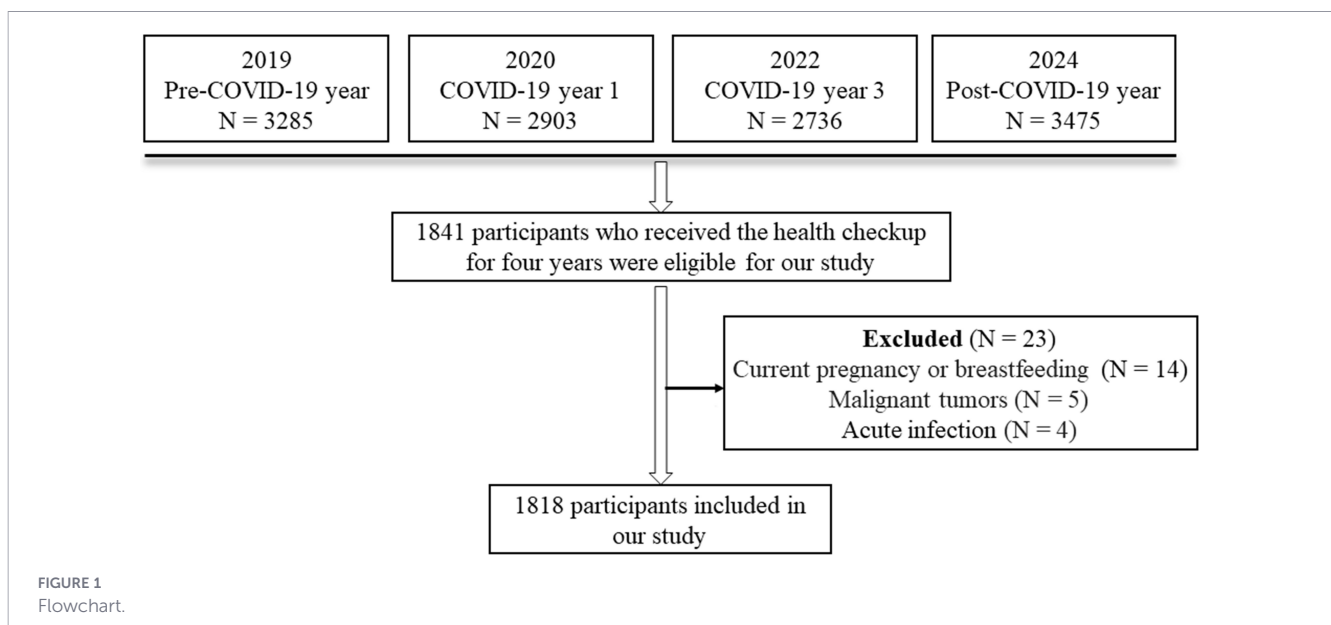 2019
Pre-COVID-19 year
N = 3285
2020
COVID-19 year 1
N = 2903
2022
COVID-19 year 3
N = 2736
2024
Post-COVID-19 year
N = 3475
1841 participants who received the health checkup
for four years were eligible for our study
Excluded (N = 23)
Current pregnancy or breastfeeding (N = 14)
Malignant tumors (N = 5)
Acute infection (N = 4)
1818 participants included in
our study
FIGURE 1
Flowchart.